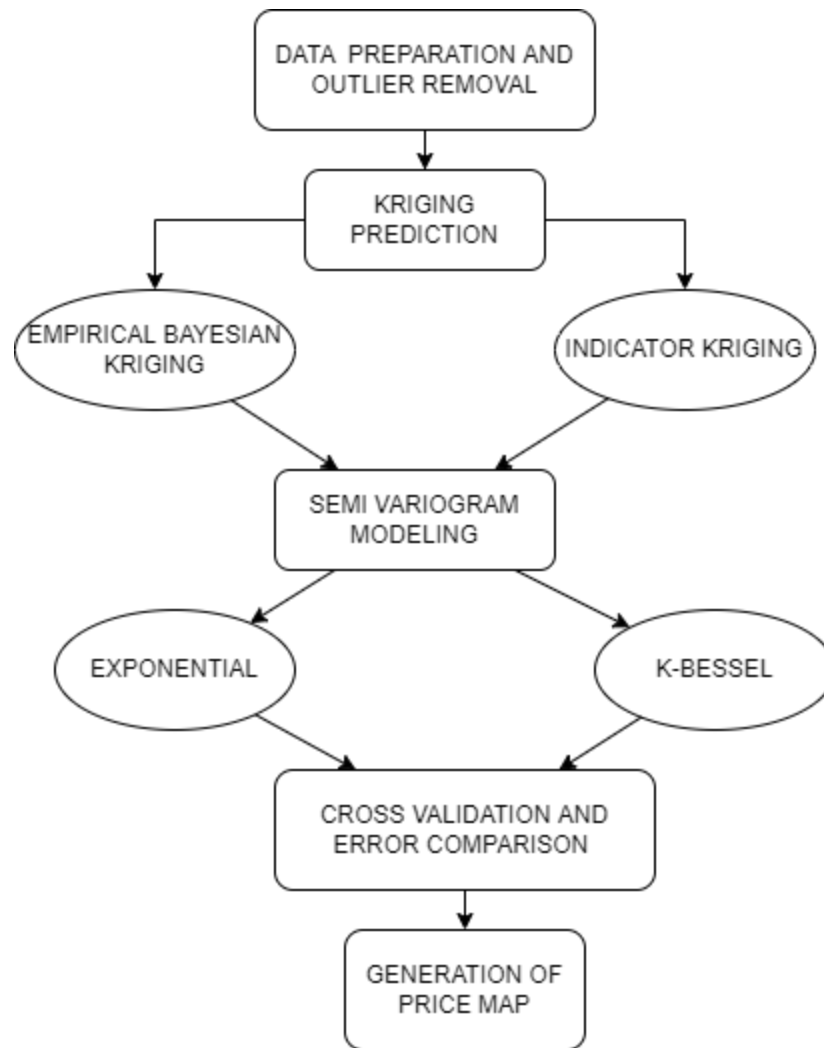 DATA PREPARATION AND
OUTLIER REMOVAL
KRIGING
PREDICTION
EMPIRICAL BAYESIAN
KRIGING
INDICATOR KRIGING
SEMI VARIOGRAM
MODELING
EXPONENTIAL
K-BESSEL
CROSS VALIDATION AND
ERROR COMPARISON
GENERATION OF
PRICE MAP